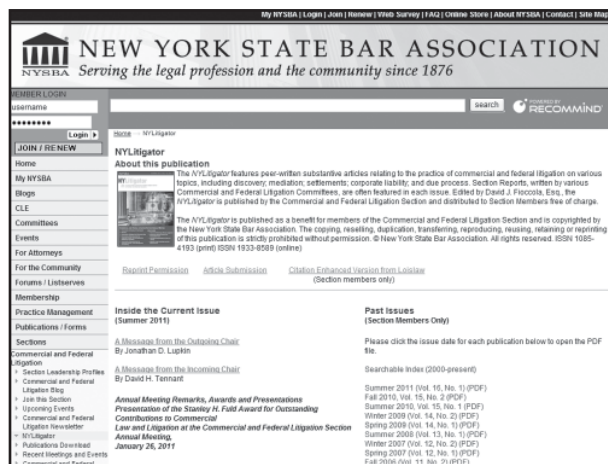 My NYSBA | Login | Join | Renew | Web Survey | FAQ | Online Store | About NYSBA | Contact | Site Map
NEW YORK STATE BAR ASSOCIATION
NYSBA
Serving the legal profession and the community since 1876
MEMBER LOGIN
username
Login
search
POWERED BY
RECOMMIND
JOIN / RENEW
Home
My NYSBA
Blogs
CLE
Committees
Events
For Attorneys
For the Community
Forums / Listserves
Membership
Practice Management
Publications / Forms
Sections
Commercial and Federal
Litigation
Section Leadership Profiles
Commercial and Federal
Litigation Blog
Join this Section
Upcoming Events
Commercial and Federal
Litigation Newsletter
NYLitigator
Publications Download
Recent Meetings and Events
Commercial and Federal
Home → NYLitigator
NYLitigator
About this publication
The NYLitigator features peer-written substantive articles relating to the practice of commercial and federal litigation on various
topics, including discovery; mediation; settlements; corporate liability; and due process. Section Reports, written by various
Commercial and Federal Litigation Committees, are often featured in each issue. Edited by David J. Fioccola, Esq., the
NYLitigator is published by the Commercial and Federal Litigation Section and distributed to Section Members free of charge.
The NYLitigator is published as a benefit for members of the Commercial and Federal Litigation Section and is copyrighted by
the New York State Bar Association. The copying, reselling, duplication, transferring, reproducing, reusing, retaining or reprinting
of this publication is strictly prohibited without permission. © New York State Bar Association. All rights reserved. ISSN 1085-
4193 (print) ISSN 1933-8589 (online)
Reprint Permission Article Submission Citation Enhanced Version from Loislaw
(Section members only)
Inside the Current Issue
(Summer 2011)
A Message from the Outgoing Chair
By Jonathan D. Lupkin
A Message from the Incoming Chair
By David H. Tennant
Annual Meeting Remarks, Awards and Presentations
Presentation of the Stanley H. Fuld Award for Outstanding
Contributions to Commercial
Law and Litigation at the Commercial and Federal Litigation Section
Annual Meeting,
January 26, 2011
Past Issues
(Section Members Only)
Please click the issue date for each publication below to open the PDF
file.
Searchable Index (2000-present)
Summer 2011 (Vol. 16, No. 1) (PDF)
Fall 2010, Vol. 15, No. 2 (PDF)
Summer 2010, Vol. 15, No. 1 (PDF)
Winter 2009 (Vol. 14, No. 2) (PDF)
Spring 2009 (Vol. 14, No. 1) (PDF)
Summer 2008 (Vol. 13, No. 1) (PDF)
Winter 2007 (Vol. 12, No. 2) (PDF)
Spring 2007 (Vol. 12, No. 1) (PDF)
Fall 2006 (Vol. 11, No. 2) (PDF)